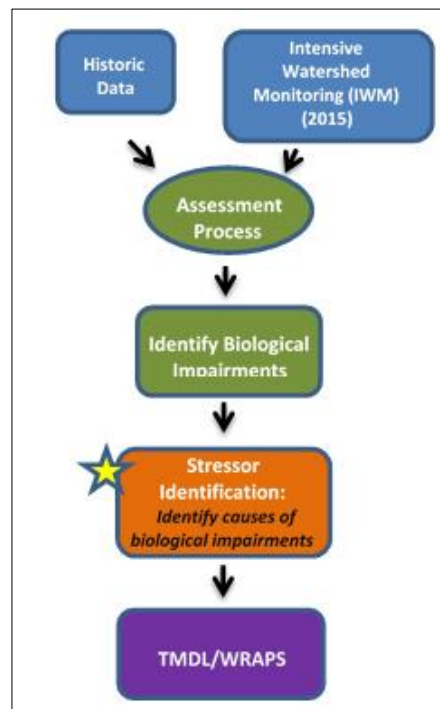 Historic
Data
Intensive
Watershed
Monitoring (IWM)
(2015)
Assessment
Process
Identify Biological
Impairments
Stressor
Identification:
Identify causes of
biological impairments
TMDL/WRAPS